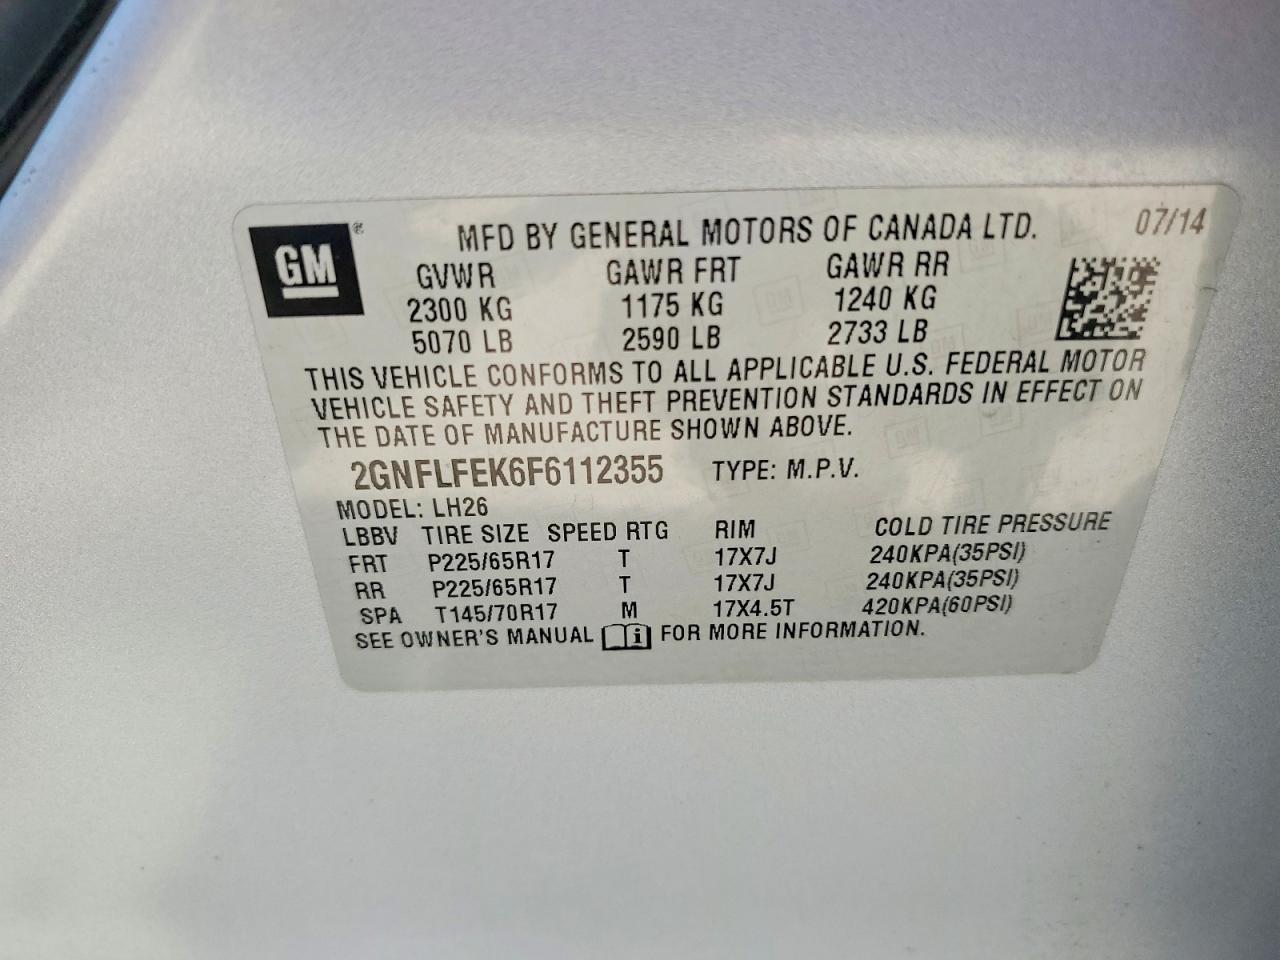 GM ®
MFD BY GENERAL MOTORS OF CANADA LTD. 07/14
GVWR GAWR FRT GAWR RR
2300 KG 1175 KG 1240 KG
5070 LB 2590 LB 2733 LB
THIS VEHICLE CONFORMS TO ALL APPLICABLE U.S. FEDERAL MOTOR
VEHICLE SAFETY AND THEFT PREVENTION STANDARDS IN EFFECT ON
THE DATE OF MANUFACTURE SHOWN ABOVE.
2GNFLFEK6F6112355 TYPE: M.P.V.
MODEL: LH26
LBBV TIRE SIZE SPEED RTG RIM COLD TIRE PRESSURE
FRT P225/65R17 T 17X7J 240KPA(35PSI)
RR P225/65R17 T 17X7J 240KPA(35PSI)
SPA T145/70R17 M 17X4.5T 420KPA(60PSI)
SEE OWNER'S MANUAL i FOR MORE INFORMATION.